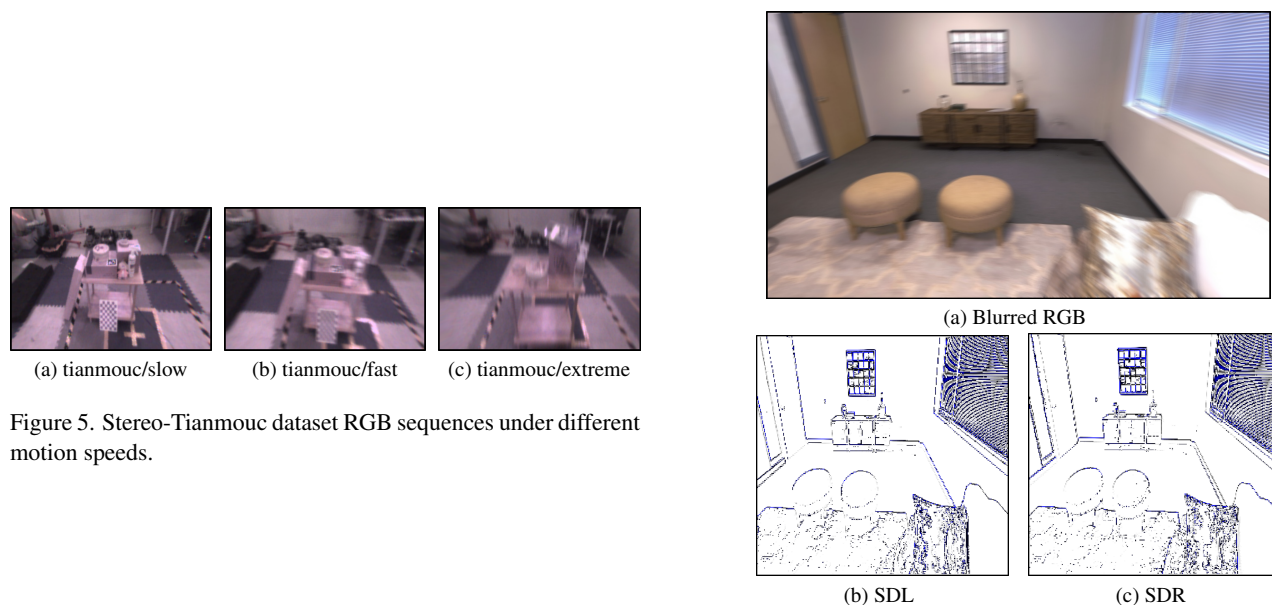 (a) tianmouc/slow
(b) tianmouc/fast
(c) tianmouc/extreme
Figure 5. Stereo-Tianmouc dataset RGB sequences under different
motion speeds.
(a) Blurred RGB
(b) SDL
(c) SDR